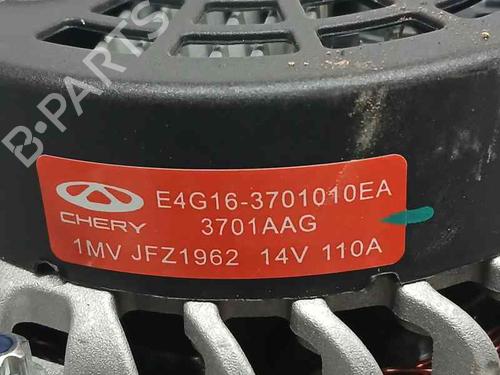 B-PARTS
CHERY
E4G16-3701010EA
3701AAG
1MV JFZ1962 14V 110A